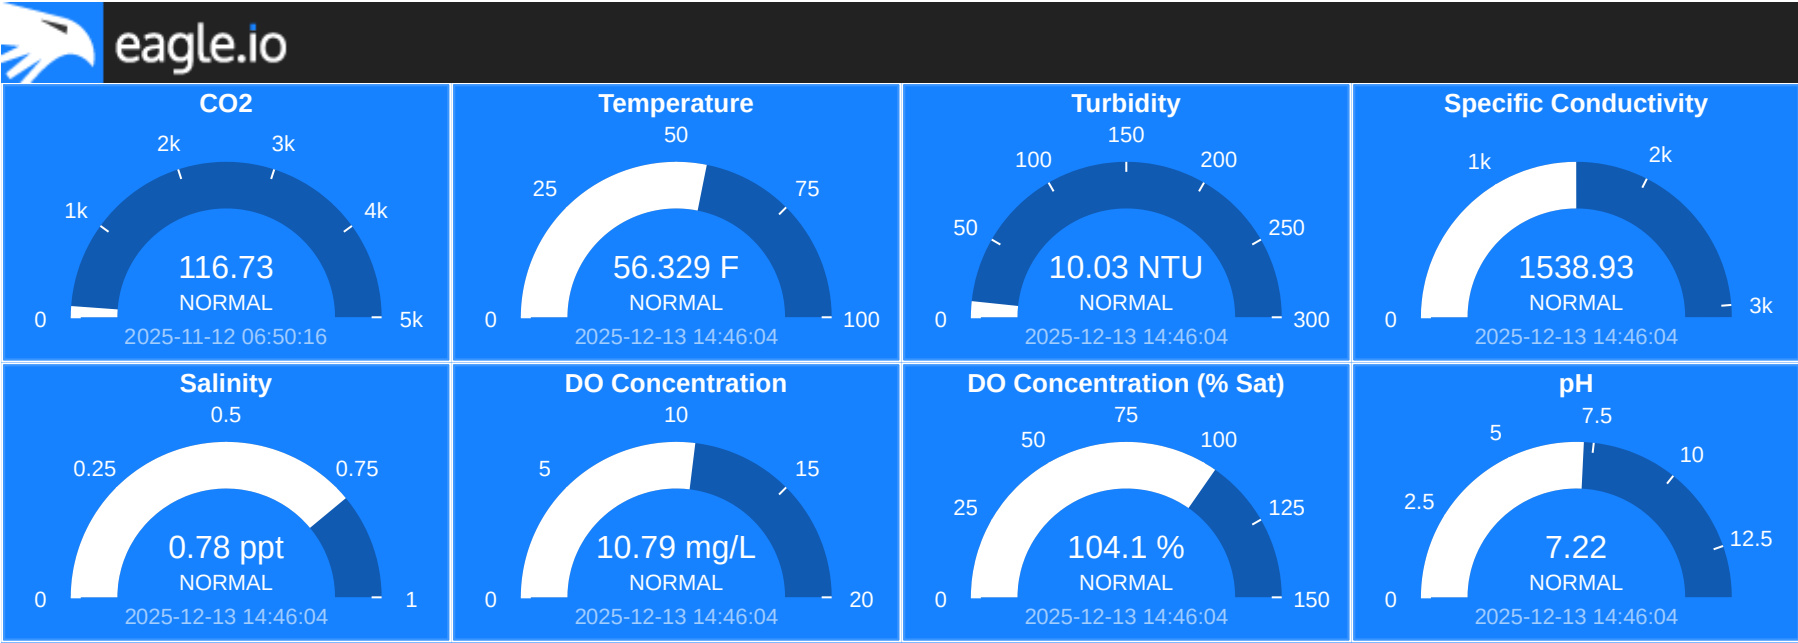 eagle.io
CO2
0
1k
2k
3k
4k
5k
116.73
NORMAL
2025-11-12 06:50:16
Temperature
0
25
50
75
100
56.329 F
NORMAL
2025-12-13 14:46:04
Turbidity
0
50
100
150
200
250
300
10.03 NTU
NORMAL
2025-12-13 14:46:04
Specific Conductivity
0
1k
2k
3k
1538.93
NORMAL
2025-12-13 14:46:04
Salinity
0
0.25
0.5
0.75
1
0.78 ppt
NORMAL
2025-12-13 14:46:04
DO Concentration
0
5
10
15
20
10.79 mg/L
NORMAL
2025-12-13 14:46:04
DO Concentration (% Sat)
0
25
50
75
100
125
150
104.1 %
NORMAL
2025-12-13 14:46:04
pH
0
2.5
5
7.5
10
12.5
7.22
NORMAL
2025-12-13 14:46:04